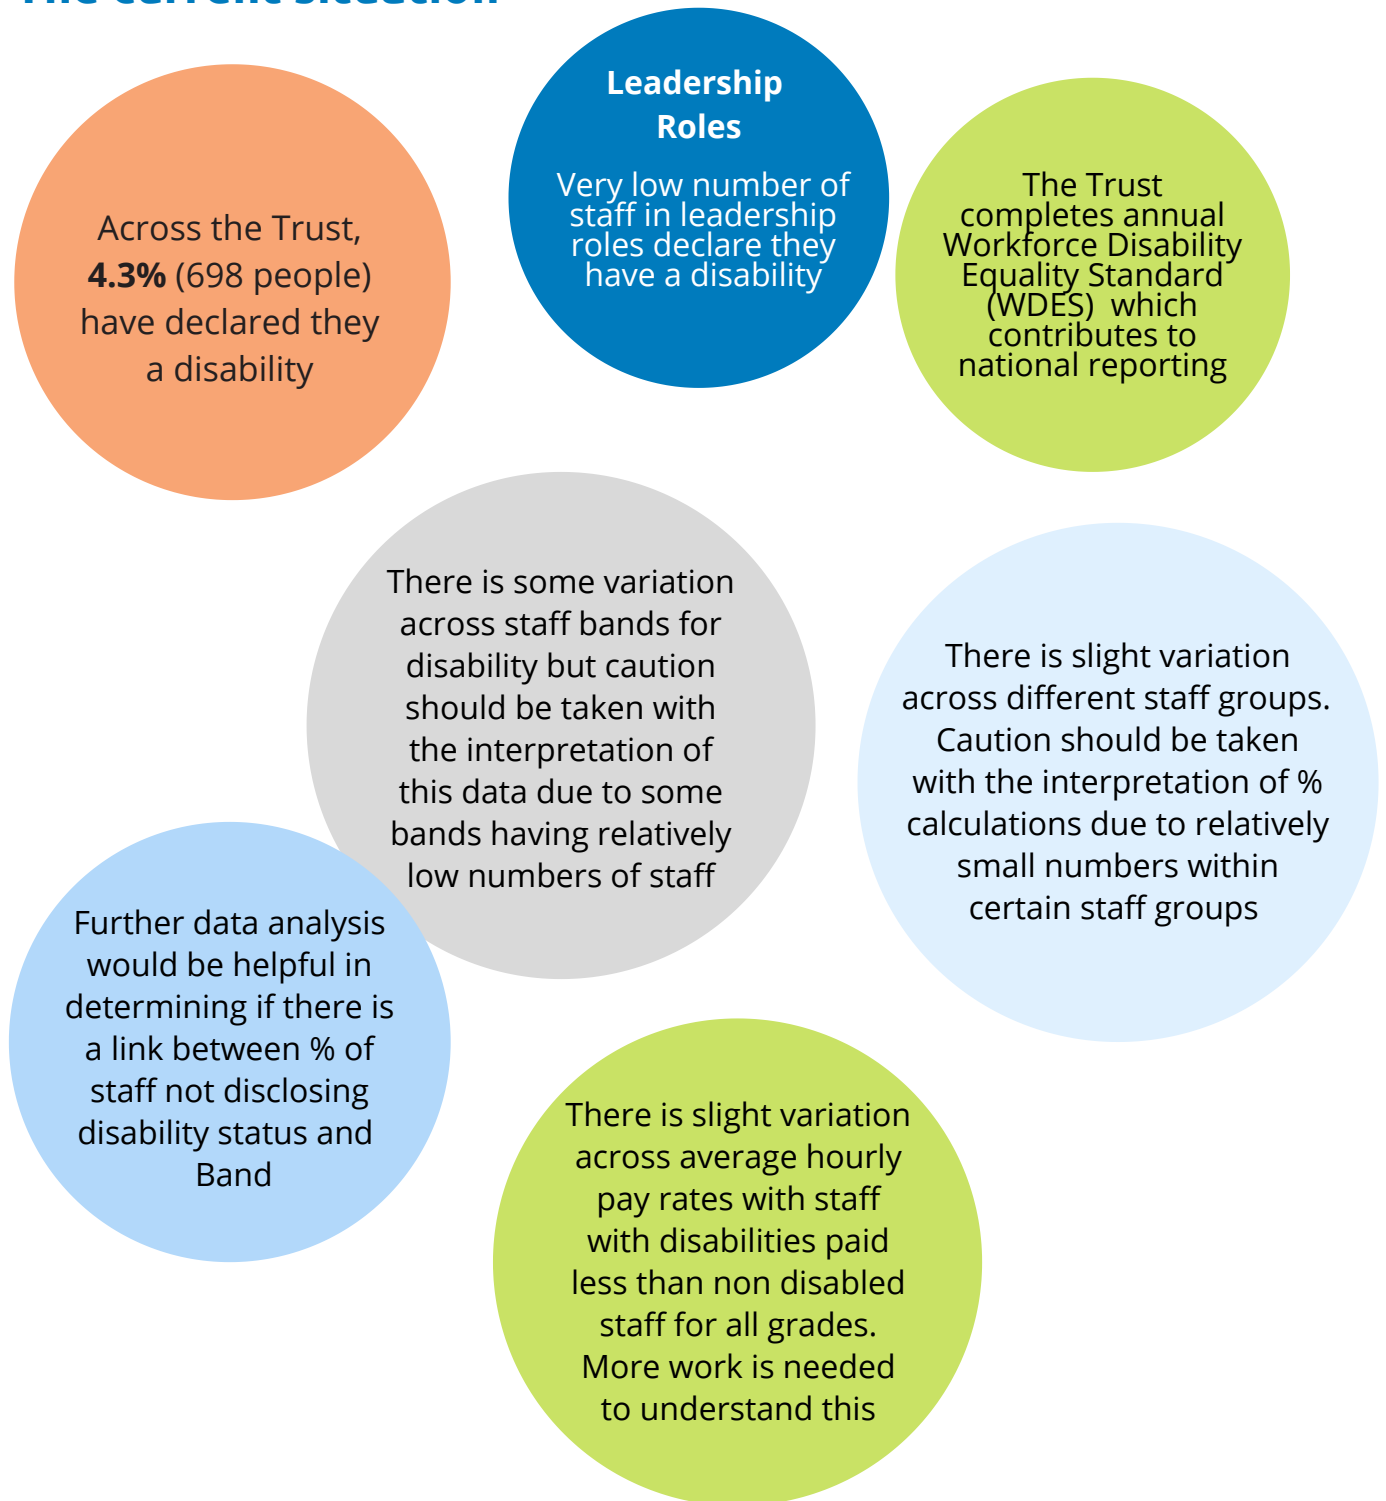 The current situation
Leadership
Roles
Very low number of
staff in leadership
roles declare they
have a disability
The Trust
completes annual
Workforce Disability
Equality Standard
(WDES)  which
contributes to
national reporting
Across the Trust,
4.3% (698 people)
have declared they
a disability
There is some variation
across staff bands for
disability but caution
should be taken with
the interpretation of
this data due to some
bands having relatively
low numbers of staff
There is slight variation
across different staff groups.
Caution should be taken
with the interpretation of %
calculations due to relatively
small numbers within
certain staff groups
Further data analysis
would be helpful in
determining if there is
a link between % of
staff not disclosing
disability status and
Band
There is slight variation
across average hourly
pay rates with staff
with disabilities paid
less than non disabled
staff for all grades.
More work is needed
to understand this